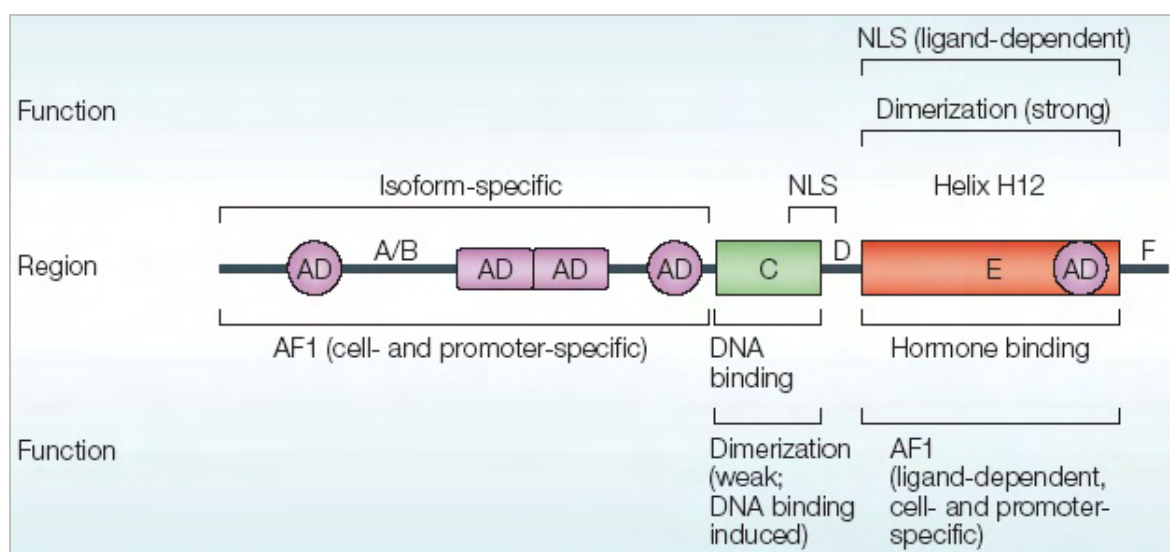 NLS (ligand-dependent)
Function
Dimerization (strong)
Isoform-specific
NLS
Helix H12
Region
AD
A/B
AD
AD
AD
C
D
E
AD
F
AF1 (cell- and promoter-specific)
DNA
binding
Hormone binding
Function
Dimerization
(weak;
DNA binding
induced)
AF1
(ligand-dependent,
cell- and promoter-
specific)